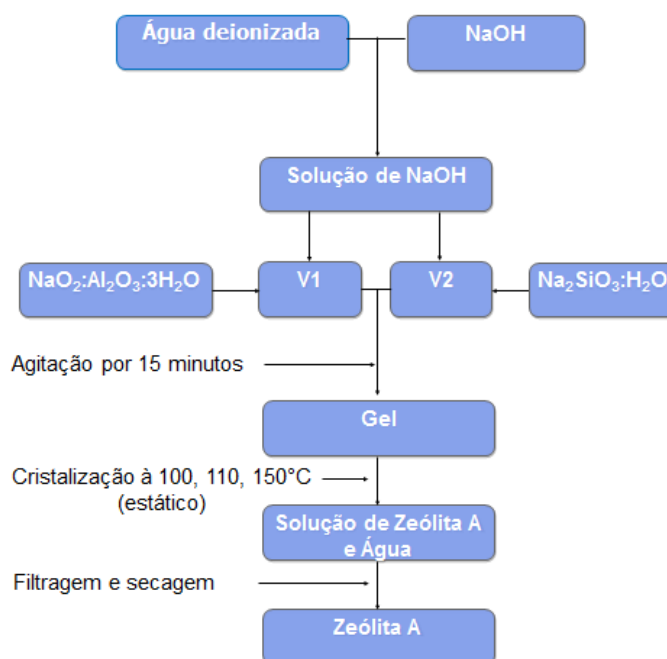 Água deionizada
NaOH
Solução de NaOH
NaO₂:Al₂O₃:3H₂O
V1
V2
Na₂SiO₃:H₂O
Agitação por 15 minutos
Gel
Cristalização à 100, 110, 150°C
(estático)
Solução de Zeólita A
e Água
Filtragem e secagem
Zeólita A